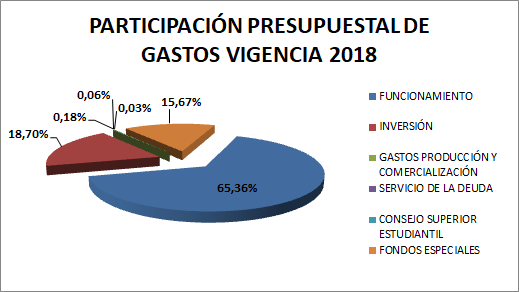 PARTICIPACIÓN PRESUPUESTAL DE
GASTOS VIGENCIA 2018
0,06%
0,03%
15,67%
0,18%
18,70%
65,36%
FUNCIONAMIENTO
INVERSIÓN
GASTOS PRODUCCIÓN Y
COMERCIALIZACIÓN
SERVICIO DE LA DEUDA
CONSEJO SUPERIOR
ESTUDIANTIL
FONDOS ESPECIALES